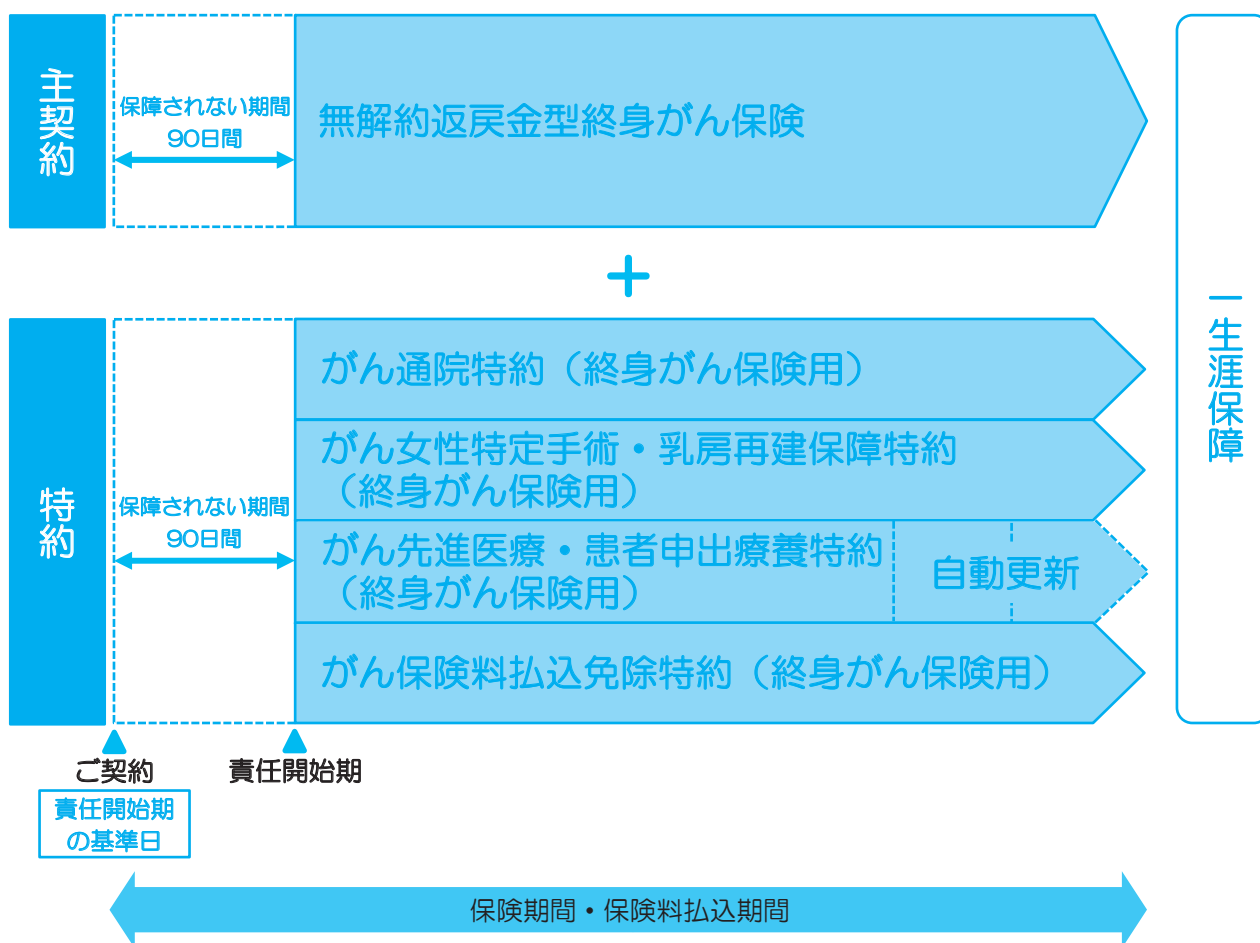 主契約
保障されない期間
90日間
無解約返戻金型終身がん保険
+
特約
保障されない期間
90日間
がん通院特約（終身がん保険用）
がん女性特定手術・乳房再建保障特約
（終身がん保険用）
がん先進医療・患者申出療養特約
（終身がん保険用）
自動更新
がん保険料払込免除特約（終身がん保険用）
一生涯保障
ご契約
責任開始期
責任開始期
の基準日
保険期間・保険料払込期間